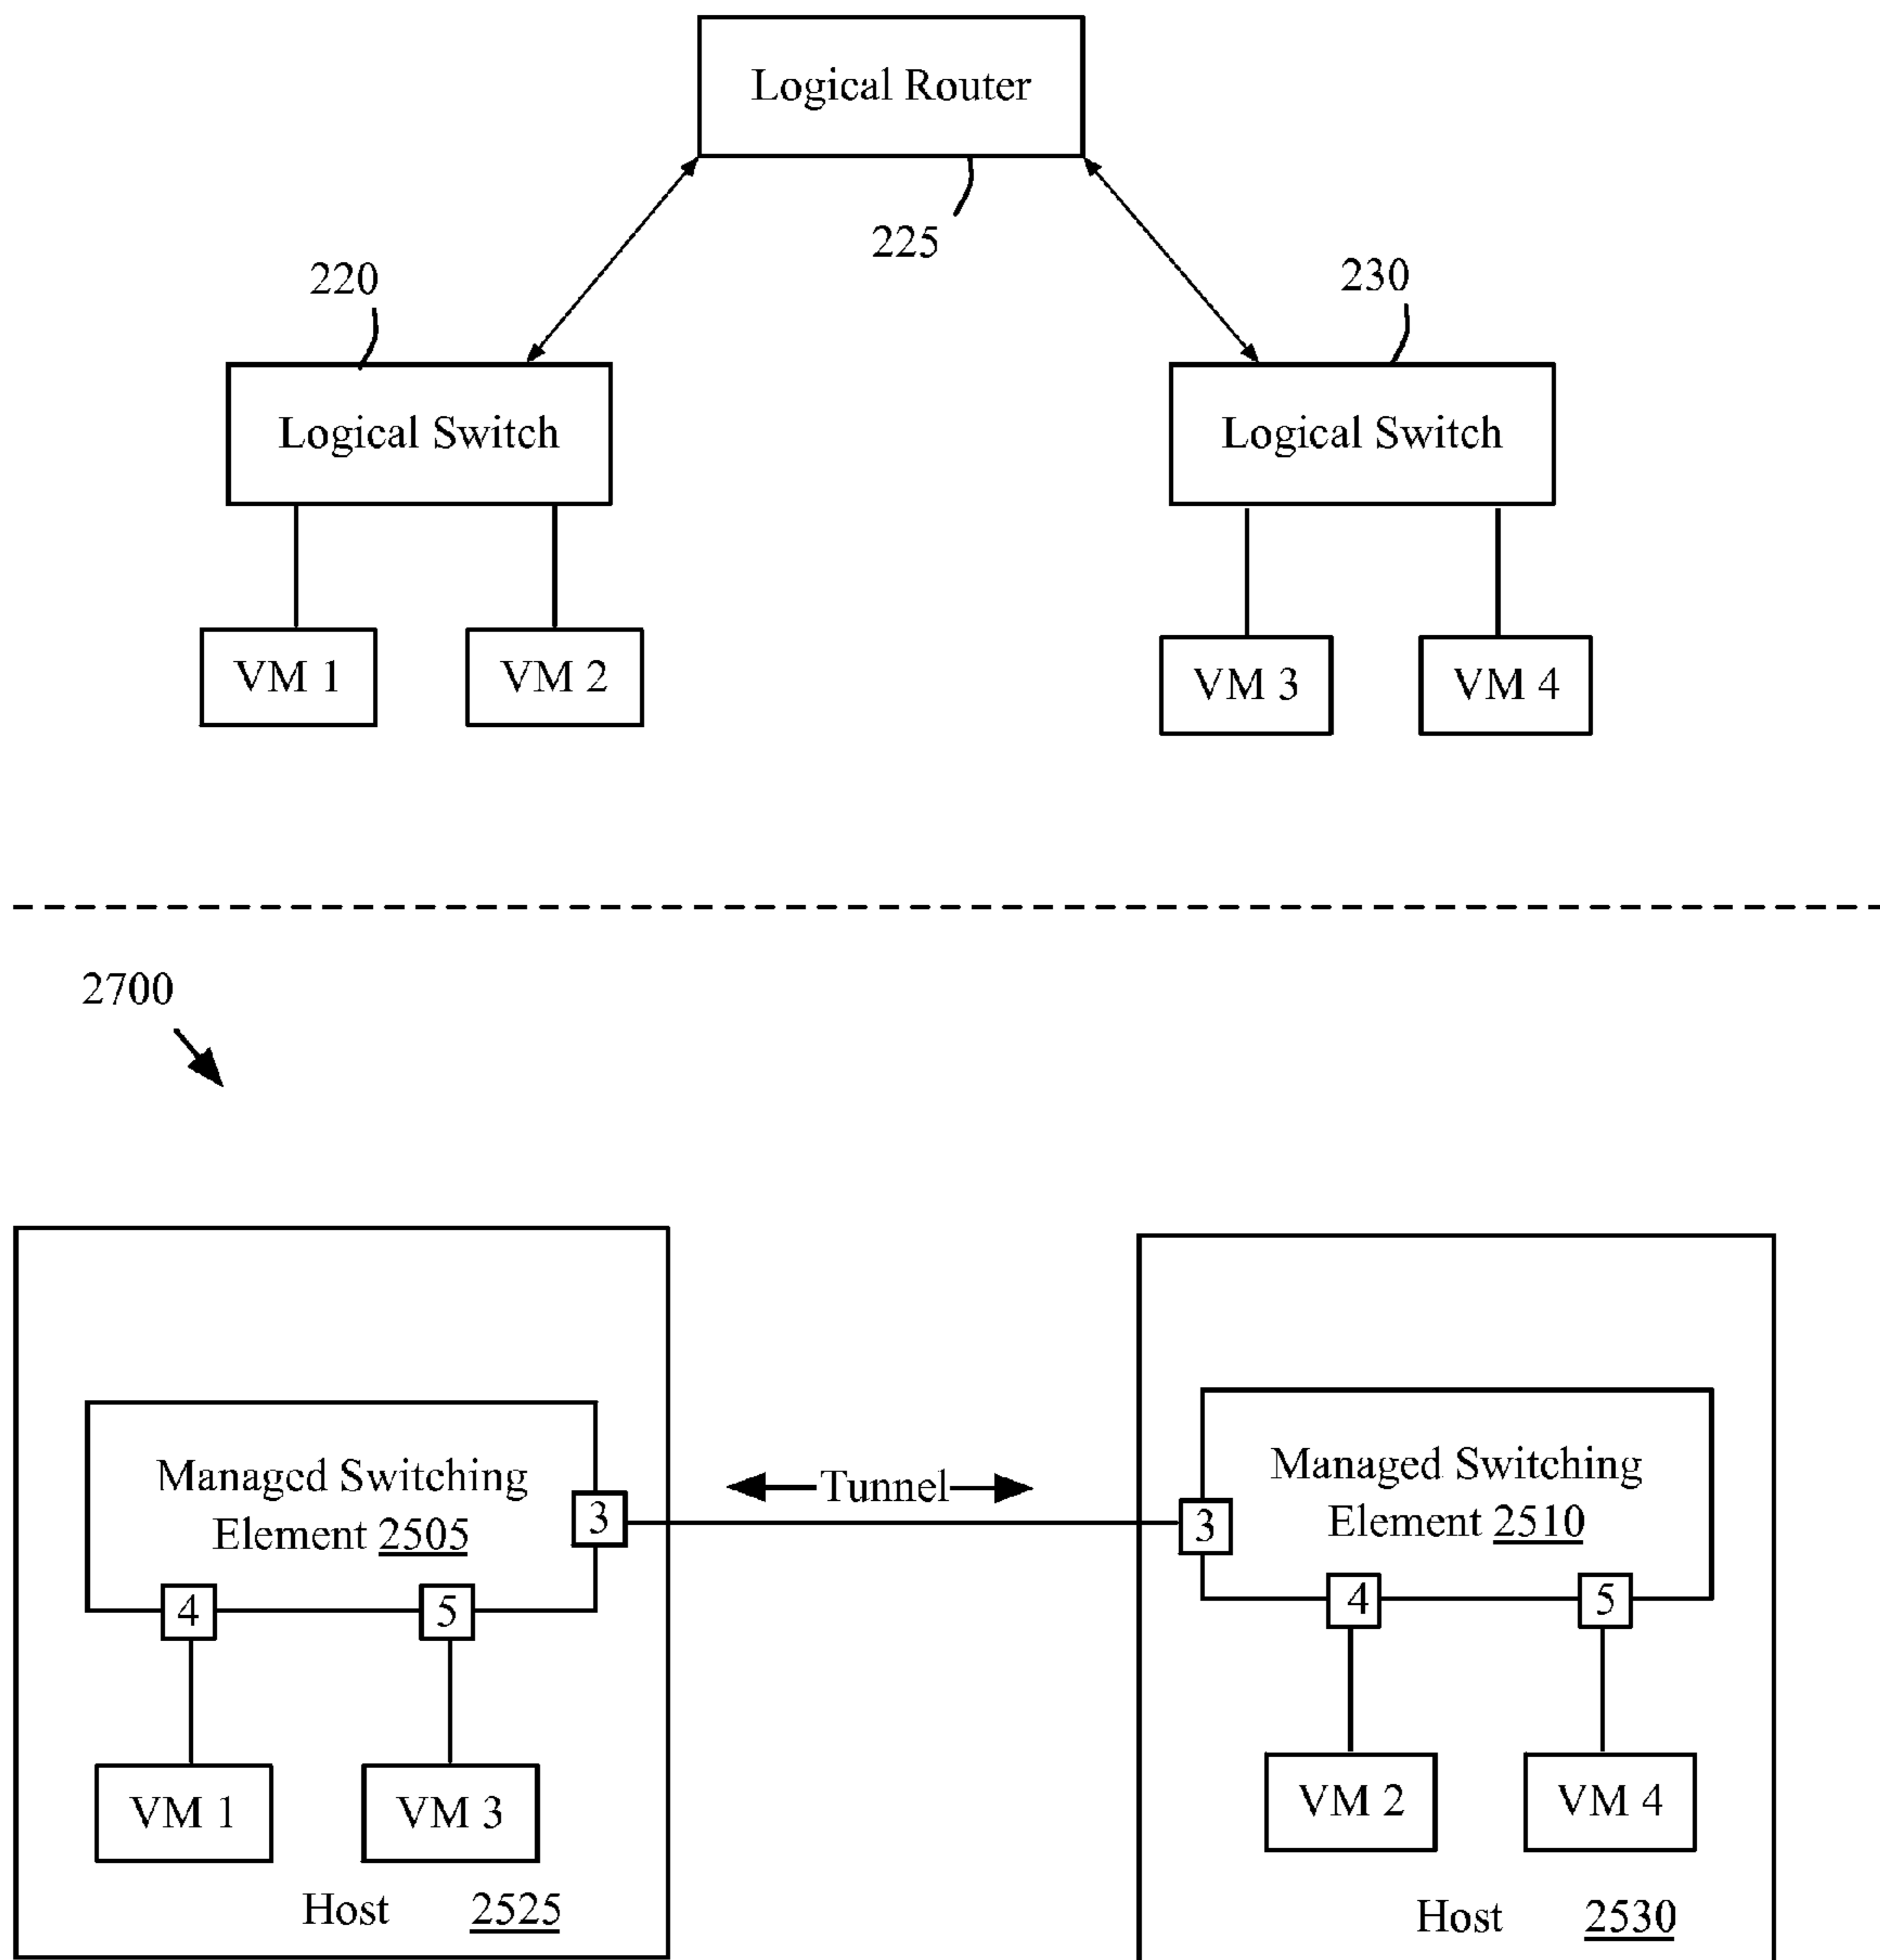 Logical Router
225
220
230
Logical Switch
Logical Switch
VM 1
VM 2
VM 3
VM 4
2700
Managed Switching
Element 2505
3
4
5
Tunnel
Managed Switching
Element 2510
3
4
5
VM 1
VM 3
VM 2
VM 4
Host 2525
Host 2530